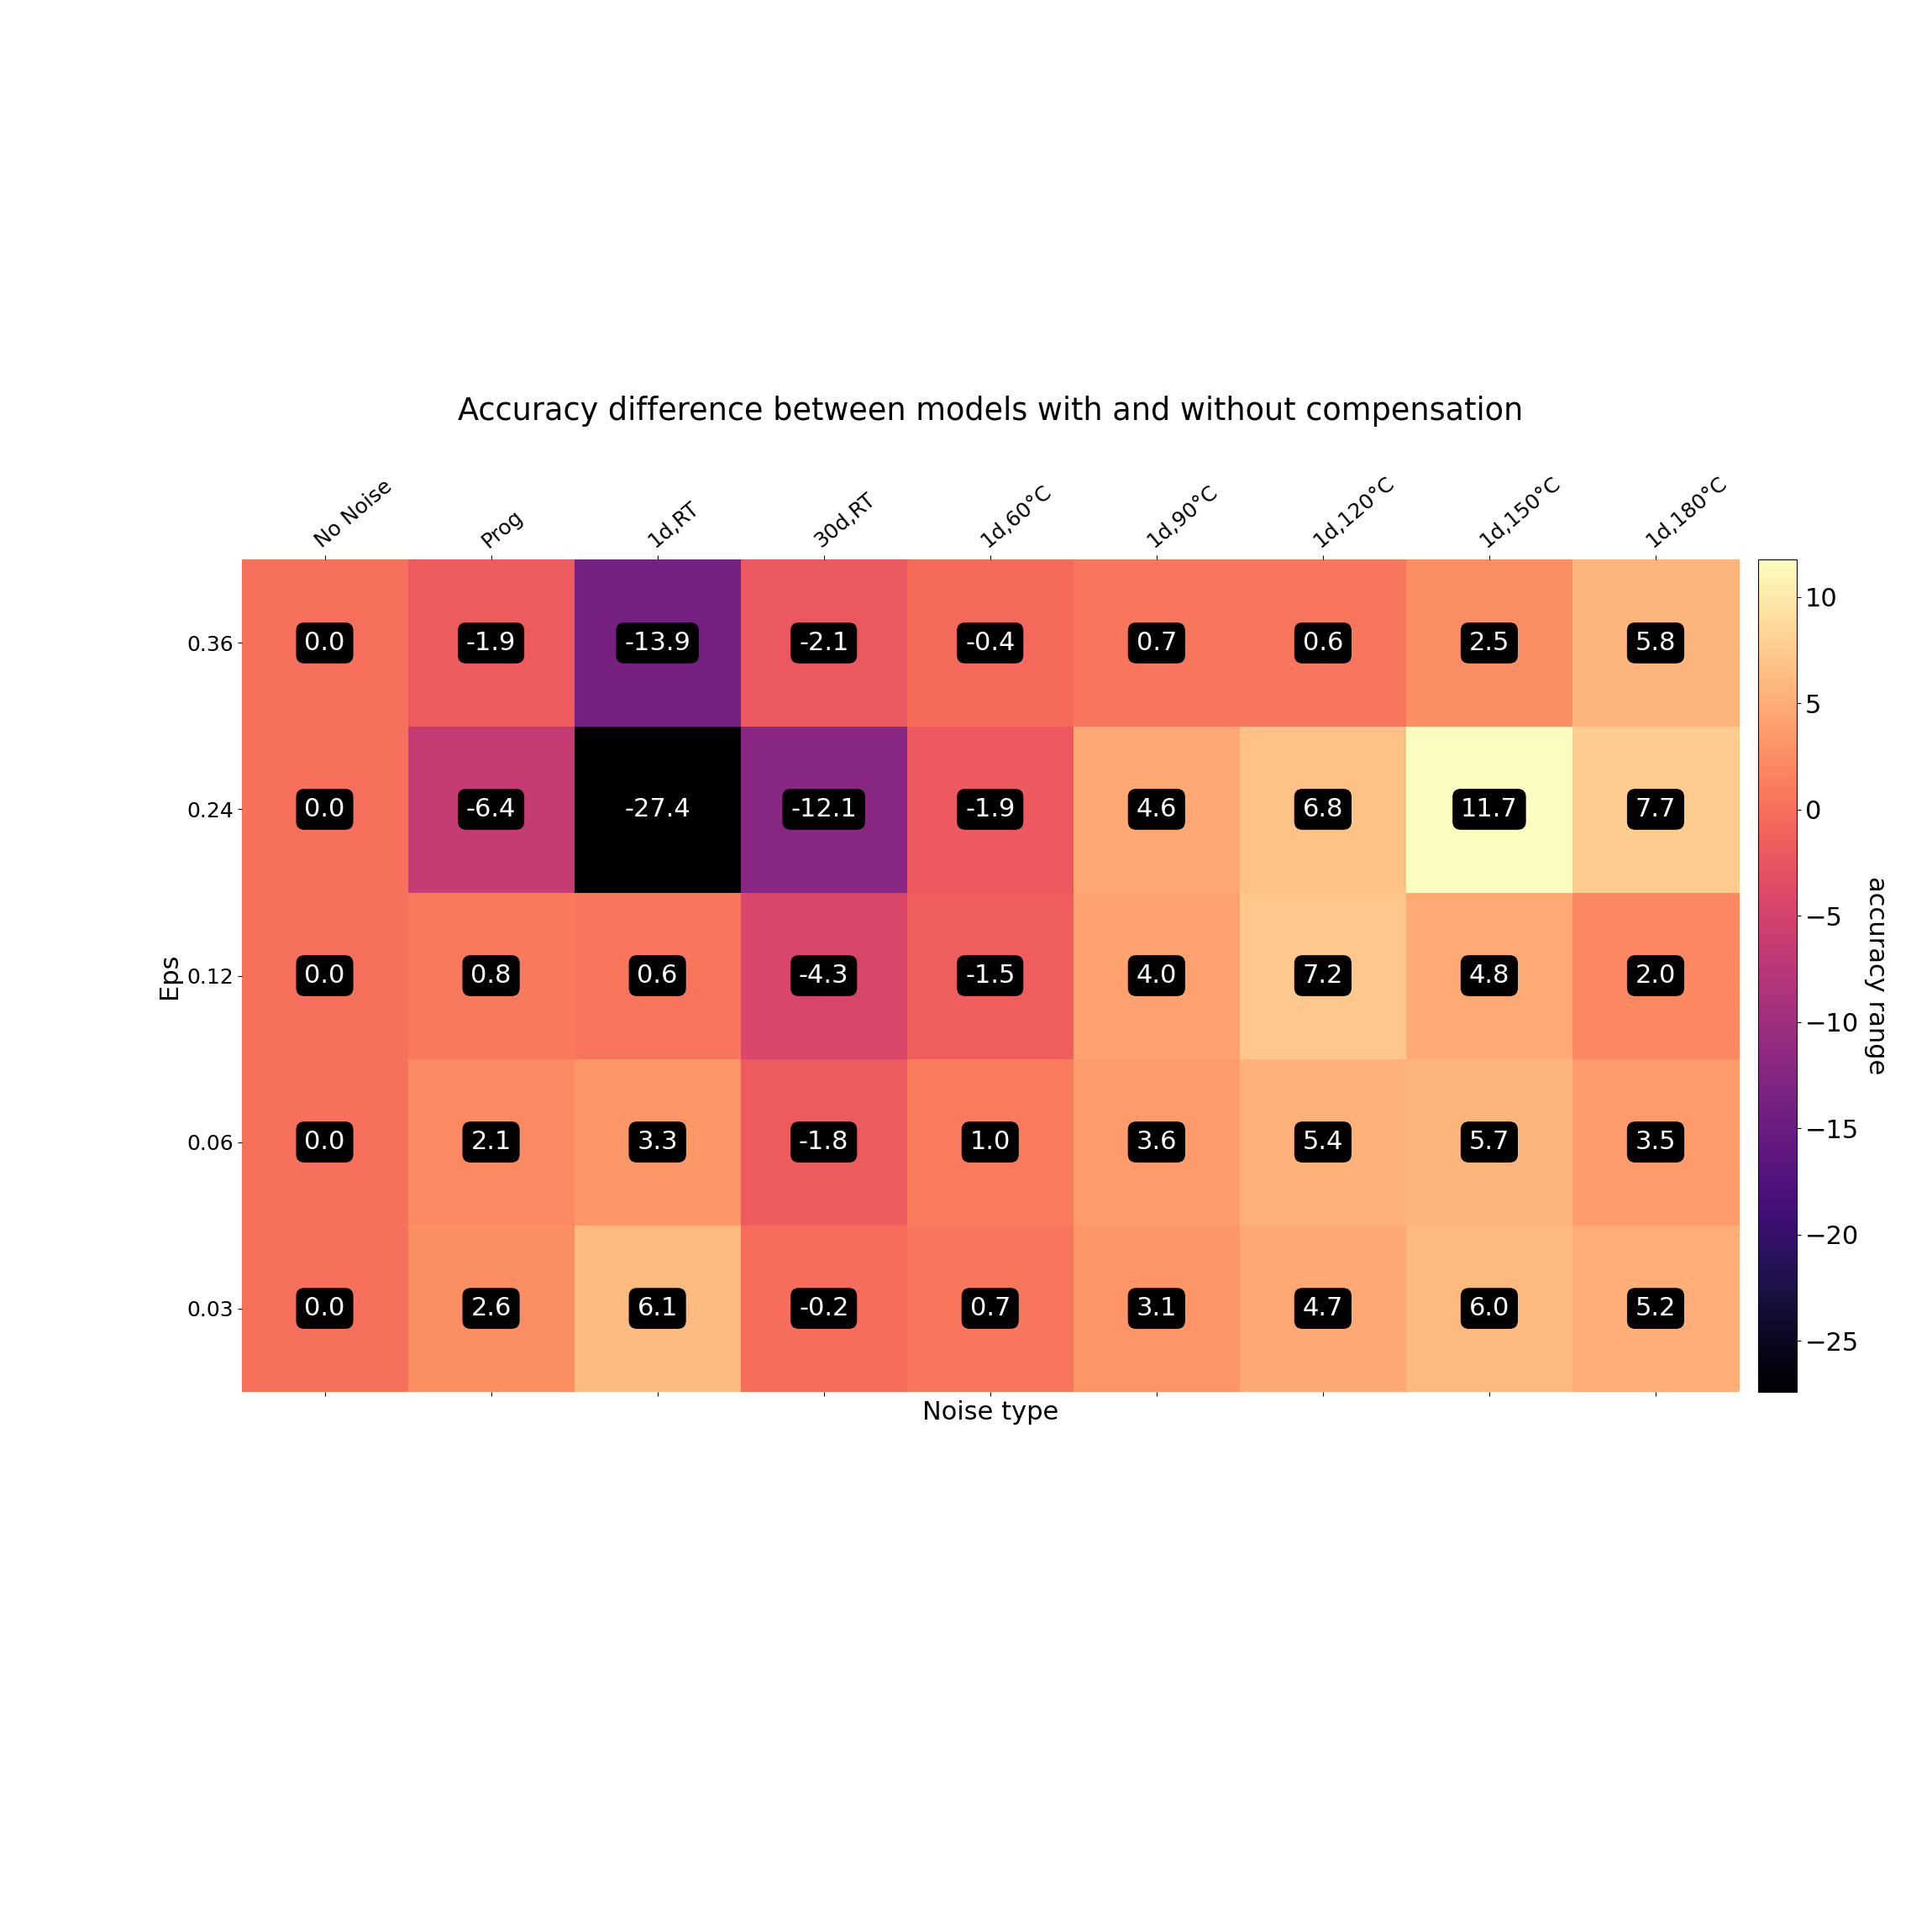 Accuracy difference between models with and without compensation
No Noise Prog 1d,RT 30d,RT 1d,60°C 1d,90°C 1d,120°C 1d,150°C 1d,180°C
0.36 0.0 -1.9 -13.9 -2.1 -0.4 0.7 0.6 2.5 5.8
0.24 0.0 -6.4 -27.4 -12.1 -1.9 4.6 6.8 11.7 7.7
0.12 0.0 0.8 0.6 -4.3 -1.5 4.0 7.2 4.8 2.0
0.06 0.0 2.1 3.3 -1.8 1.0 3.6 5.4 5.7 3.5
0.03 0.0 2.6 6.1 -0.2 0.7 3.1 4.7 6.0 5.2
Eps
Noise type
10
5
0
−5
−10
−15
−20
−25
accuracy range